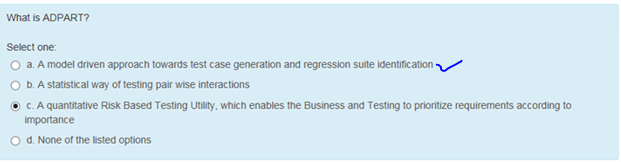 What is ADPART?
Select one:
a. A model driven approach towards test case generation and regression suite identification
b. A statistical way of testing pair wise interactions
c. A quantitative Risk Based Testing Utility, which enables the Business and Testing to prioritize requirements according to
importance
d. None of the listed options